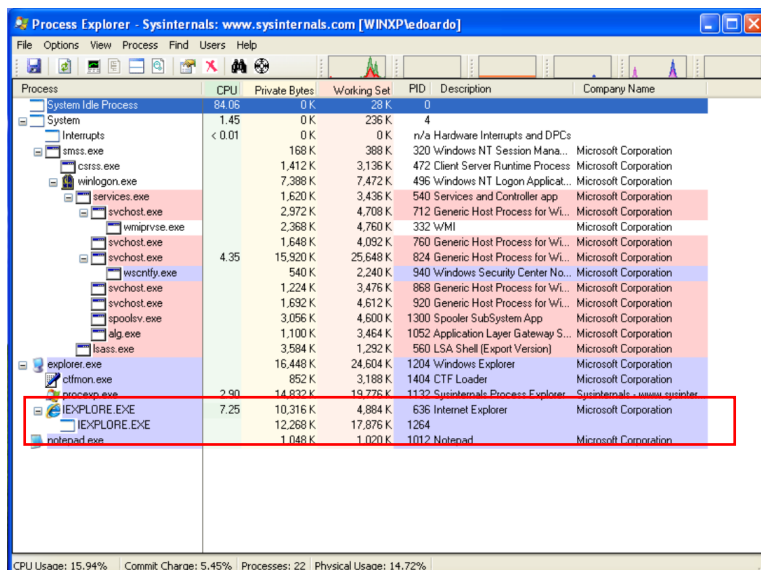 Process Explorer - Sysinternals: www.sysinternals.com [WINXP\edoardo]
File Options View Process Find Users Help
Process CPU Private Bytes Working Set PID Description Company Name
System Idle Process 84.06 0 K 28 K 0
System 1.45 0 K 236 K 4
Interrupts < 0.01 0 K 0 K n/a Hardware Interrupts and DPCs
smss.exe 168 K 388 K 320 Windows NT Session Mana... Microsoft Corporation
csrss.exe 1,412 K 3,136 K 472 Client Server Runtime Process Microsoft Corporation
winlogon.exe 7,388 K 7,472 K 496 Windows NT Logon Applicat... Microsoft Corporation
services.exe 1,620 K 3,436 K 540 Services and Controller app Microsoft Corporation
svchost.exe 2,972 K 4,708 K 712 Generic Host Process for Wi... Microsoft Corporation
wmiprvse.exe 2,368 K 4,760 K 332 WMI Microsoft Corporation
svchost.exe 1,648 K 4,092 K 760 Generic Host Process for Wi... Microsoft Corporation
svchost.exe 4.35 15,920 K 25,648 K 824 Generic Host Process for Wi... Microsoft Corporation
wscntfy.exe 540 K 2,240 K 940 Windows Security Center No... Microsoft Corporation
svchost.exe 1,224 K 3,476 K 868 Generic Host Process for Wi... Microsoft Corporation
svchost.exe 1,692 K 4,612 K 920 Generic Host Process for Wi... Microsoft Corporation
spoolsv.exe 3,056 K 4,600 K 1300 Spooler SubSystem App Microsoft Corporation
alg.exe 1,100 K 3,464 K 1052 Application Layer Gateway S... Microsoft Corporation
lsass.exe 3,584 K 1,292 K 560 LSA Shell (Export Version) Microsoft Corporation
explorer.exe 16,448 K 24,604 K 1204 Windows Explorer Microsoft Corporation
ctfmon.exe 852 K 3,188 K 1404 CTF Loader Microsoft Corporation
procexp.exe 2.90 14,832 K 19,776 K 1132 Sysinternals Process Explorer Sysinternals - www.sysinter...
IEXPLORE.EXE 7.25 10,316 K 4,884 K 636 Internet Explorer Microsoft Corporation
IEXPLORE.EXE 12,268 K 17,876 K 1264
notepad.exe 1,048 K 1,020 K 1012 Notepad Microsoft Corporation
CPU Usage: 15.94% Commit Charge: 5.45% Processes: 22 Physical Usage: 14.72%